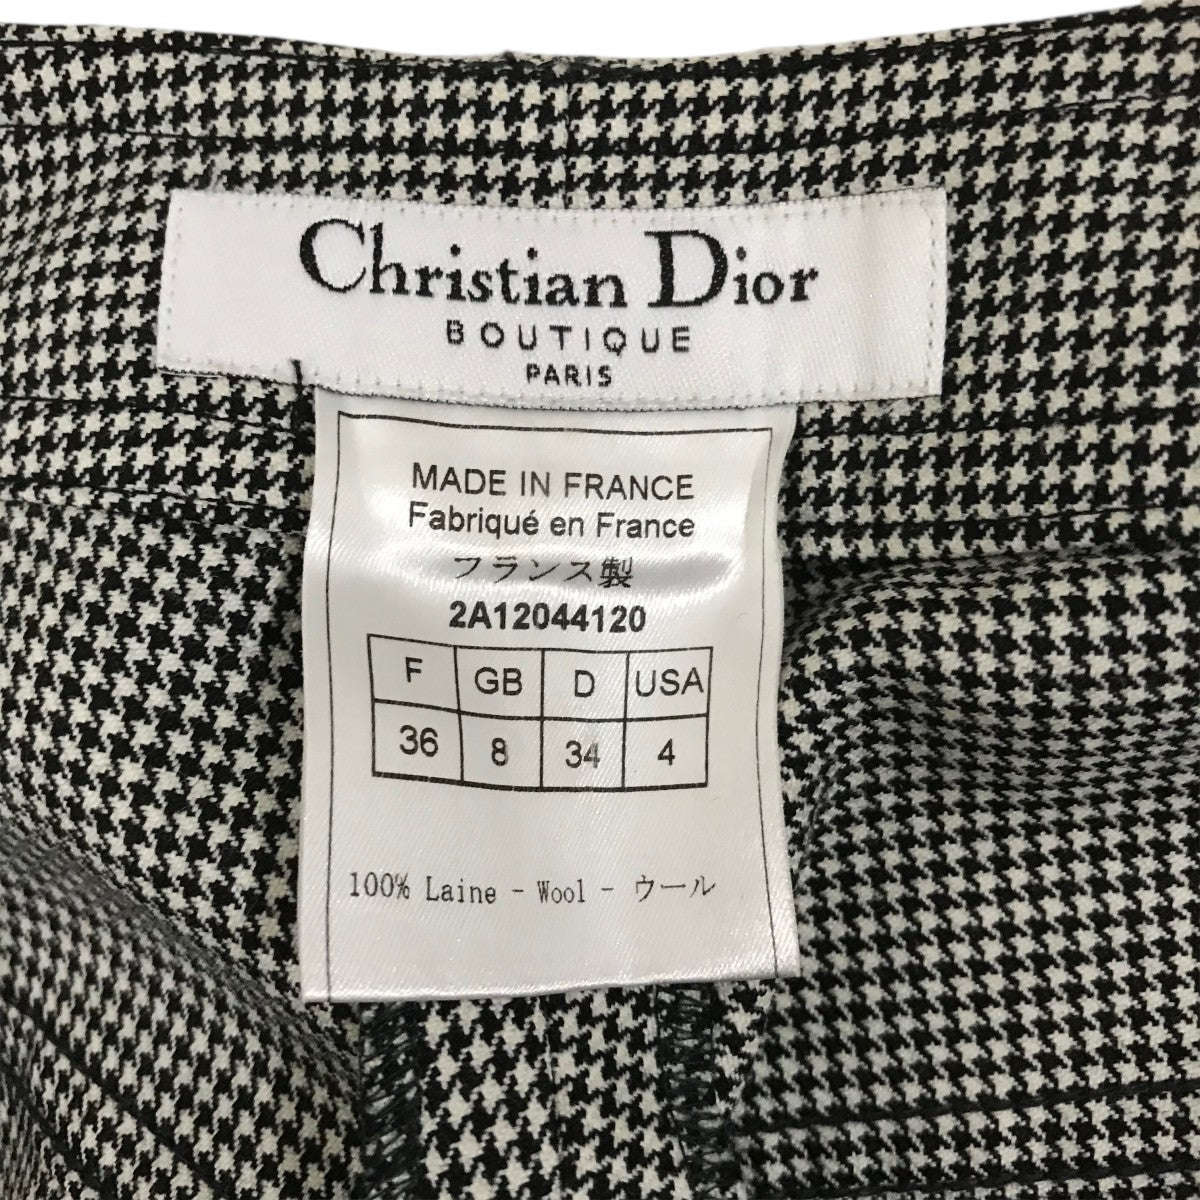 Christian Dior
BOUTIQUE
PARIS
MADE IN FRANCE
Fabriqué en France
フランス製
2A12044120
F GB D USA
36 8 34 4
100% Laine - Wool - ウール